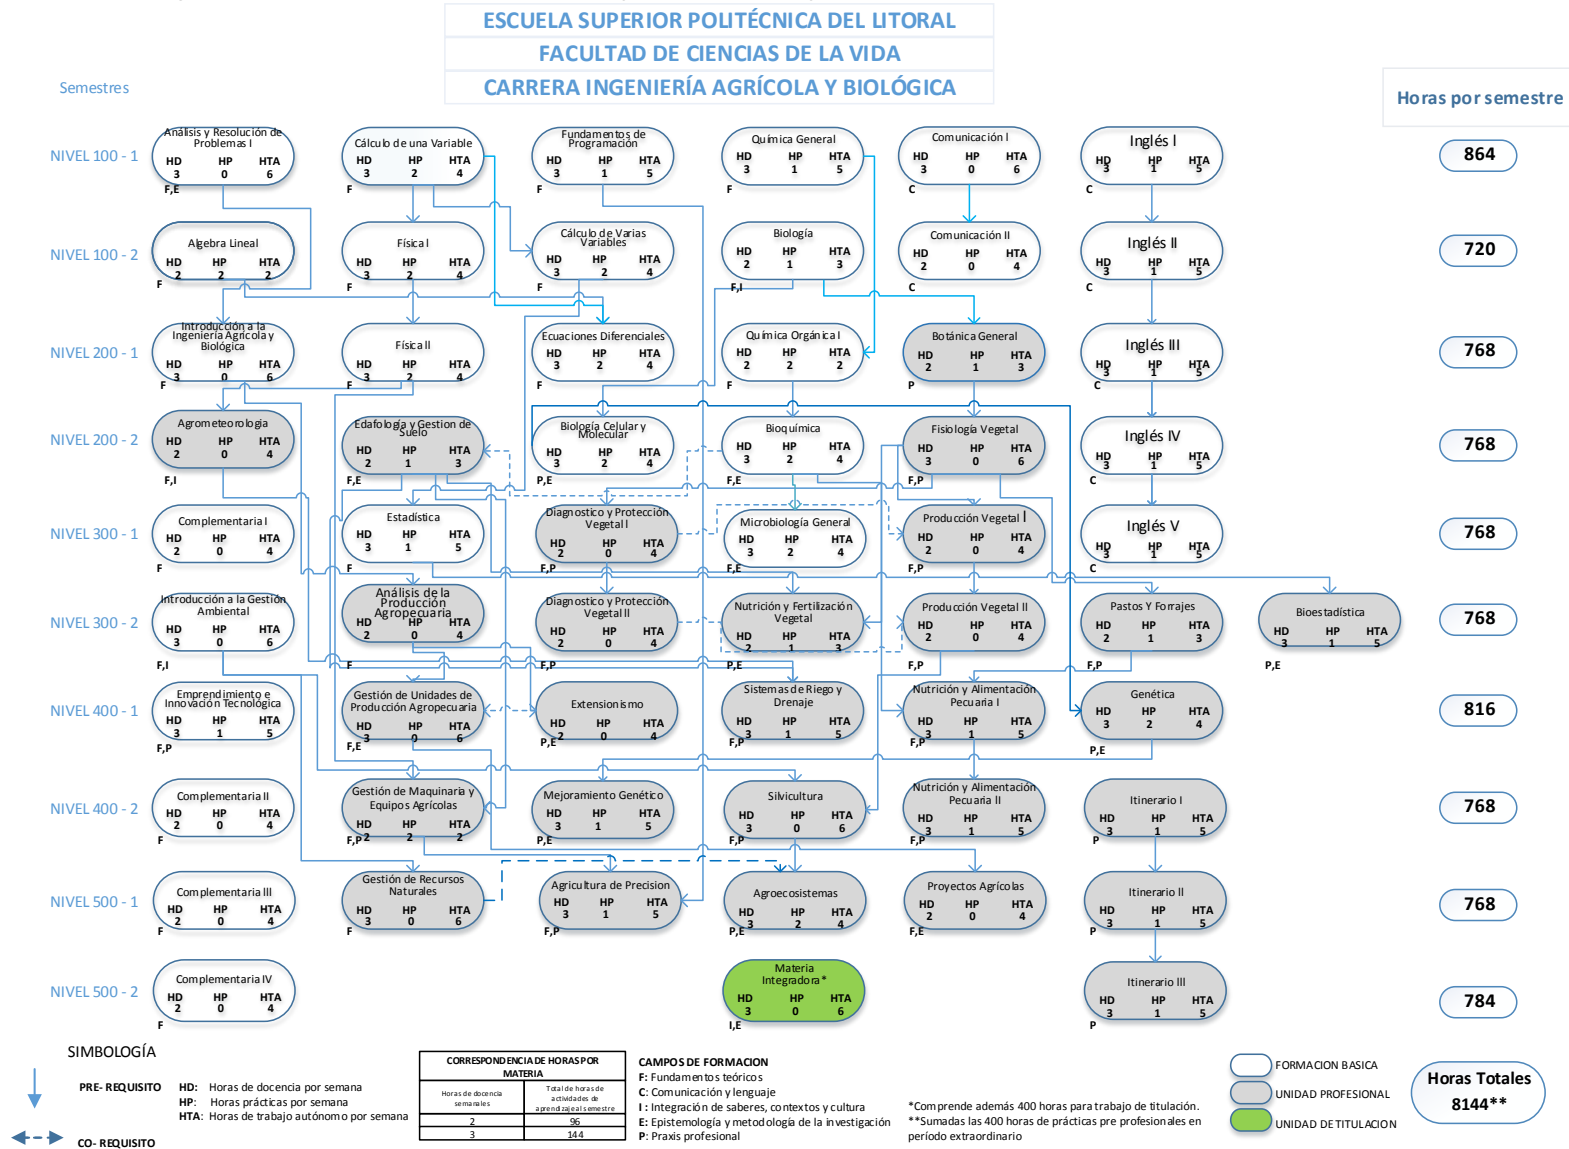 ESCUELA SUPERIOR POLITÉCNICA DEL LITORAL
FACULTAD DE CIENCIAS DE LA VIDA
CARRERA INGENIERÍA AGRÍCOLA Y BIOLÓGICA
Semestres
Horas por semestre
NIVEL 100 - 1
Análisis y Resolución de
Problemas I
HD HP HTA
3 0 6
F,E
Cálculo de una Variable
HD HP HTA
3 2 4
F
Fundamentos de
Programación
HD HP HTA
3 1 5
F
Química General
HD HP HTA
3 1 5
F
Comunicación I
HD HP HTA
3 0 6
C
Inglés I
HD HP HTA
3 1 5
C
864
NIVEL 100 - 2
Algebra Lineal
HD HP HTA
2 2 2
F
Física I
HD HP HTA
3 2 4
F
Cálculo de Varias
Variables
HD HP HTA
3 2 4
F
Biología
HD HP HTA
2 1 3
F,I
Comunicación II
HD HP HTA
2 0 4
C
Inglés II
HD HP HTA
3 1 5
C
720
NIVEL 200 - 1
Introducción a la
Ingeniería Agrícola y
Biológica
HD HP HTA
3 0 6
F
Física II
HD HP HTA
3 2 4
F
Ecuaciones Diferenciales
HD HP HTA
3 2 4
F
Química Orgánica I
HD HP HTA
2 2 2
F
Botánica General
HD HP HTA
2 1 3
P
Inglés III
HD HP HTA
3 1 5
C
768
NIVEL 200 - 2
Agrometeorologia
HD HP HTA
2 0 4
F,I
Edafología y Gestion de
Suelo
HD HP HTA
2 1 3
F,E
Biología Celular y
Molecular
HD HP HTA
3 2 4
P,E
Bioquímica
HD HP HTA
3 2 4
F,E
Fisiología Vegetal
HD HP HTA
3 0 6
F,P
Inglés IV
HD HP HTA
3 1 5
C
768
NIVEL 300 - 1
Complementaria I
HD HP HTA
2 0 4
F
Estadística
HD HP HTA
3 1 5
F
Diagnostico y Protección
Vegetal I
HD HP HTA
2 0 4
F,P
Microbiología General
HD HP HTA
3 2 4
F,E
Producción Vegetal I
HD HP HTA
2 0 4
F,P
Inglés V
HD HP HTA
3 1 5
C
768
NIVEL 300 - 2
Introducción a la Gestión
Ambiental
HD HP HTA
3 0 6
F,I
Análisis de la
Producción
Agropecuaria
HD HP HTA
2 0 4
F
Diagnostico y Protección
Vegetal II
HD HP HTA
2 0 4
F,P
Nutrición y Fertilización
Vegetal
HD HP HTA
2 1 3
P,E
Producción Vegetal II
HD HP HTA
2 0 4
F,P
Pastos Y Forrajes
HD HP HTA
2 1 3
F,P
Bioestadística
HD HP HTA
3 1 5
P,E
768
NIVEL 400 - 1
Emprendimiento e
Innovación Tecnológica
HD HP HTA
3 1 5
F,P
Gestión de Unidades de
Producción Agropecuaria
HD HP HTA
3 0 6
F,E
Extensionismo
HD HP HTA
2 0 4
P,E
Sistemas de Riego y
Drenaje
HD HP HTA
3 1 5
F,P
Nutrición y Alimentación
Pecuaria I
HD HP HTA
3 1 5
F,P
Genética
HD HP HTA
3 2 4
P,E
816
NIVEL 400 - 2
Complementaria II
HD HP HTA
2 0 4
F
Gestión de Maquinaria y
Equipos Agrícolas
HD HP HTA
2 2 2
F,P
Mejoramiento Genético
HD HP HTA
3 1 5
P,E
Silvicultura
HD HP HTA
3 0 6
F,P
Nutrición y Alimentación
Pecuaria II
HD HP HTA
3 1 5
F,P
Itinerario I
HD HP HTA
3 1 5
P
768
NIVEL 500 - 1
Complementaria III
HD HP HTA
2 0 4
F
Gestión de Recursos
Naturales
HD HP HTA
3 0 6
F
Agricultura de Precision
HD HP HTA
3 1 5
F,P
Agroecosistemas
HD HP HTA
3 2 4
P,E
Proyectos Agrícolas
HD HP HTA
2 0 4
F,E
Itinerario II
HD HP HTA
3 1 5
P
768
NIVEL 500 - 2
Complementaria IV
HD HP HTA
2 0 4
F
Materia
Integradora *
HD HP HTA
3 0 6
I,E
Itinerario III
HD HP HTA
3 1 5
P
784
SIMBOLOGÍA
PRE- REQUISITO
CO- REQUISITO
HD: Horas de docencia por semana
HP: Horas prácticas por semana
HTA: Horas de trabajo autónomo por semana
CORRESPONDENCIA DE HORAS POR
MATERIA
Horas de docencia
semanales
Total de horas de
actividades de
aprendizaje al semestre
2 96
3 144
CAMPOS DE FORMACION
F: Fundamentos teóricos
C: Comunicación y lenguaje
I : Integración de saberes, contextos y cultura
E: Epistemología y metodología de la investigación
P: Praxis profesional
*Comprende además 400 horas para trabajo de titulación.
**Sumadas las 400 horas de prácticas pre profesionales en
período extraordinario
FORMACION BASICA
UNIDAD PROFESIONAL
UNIDAD DE TITULACION
Horas Totales
8144**